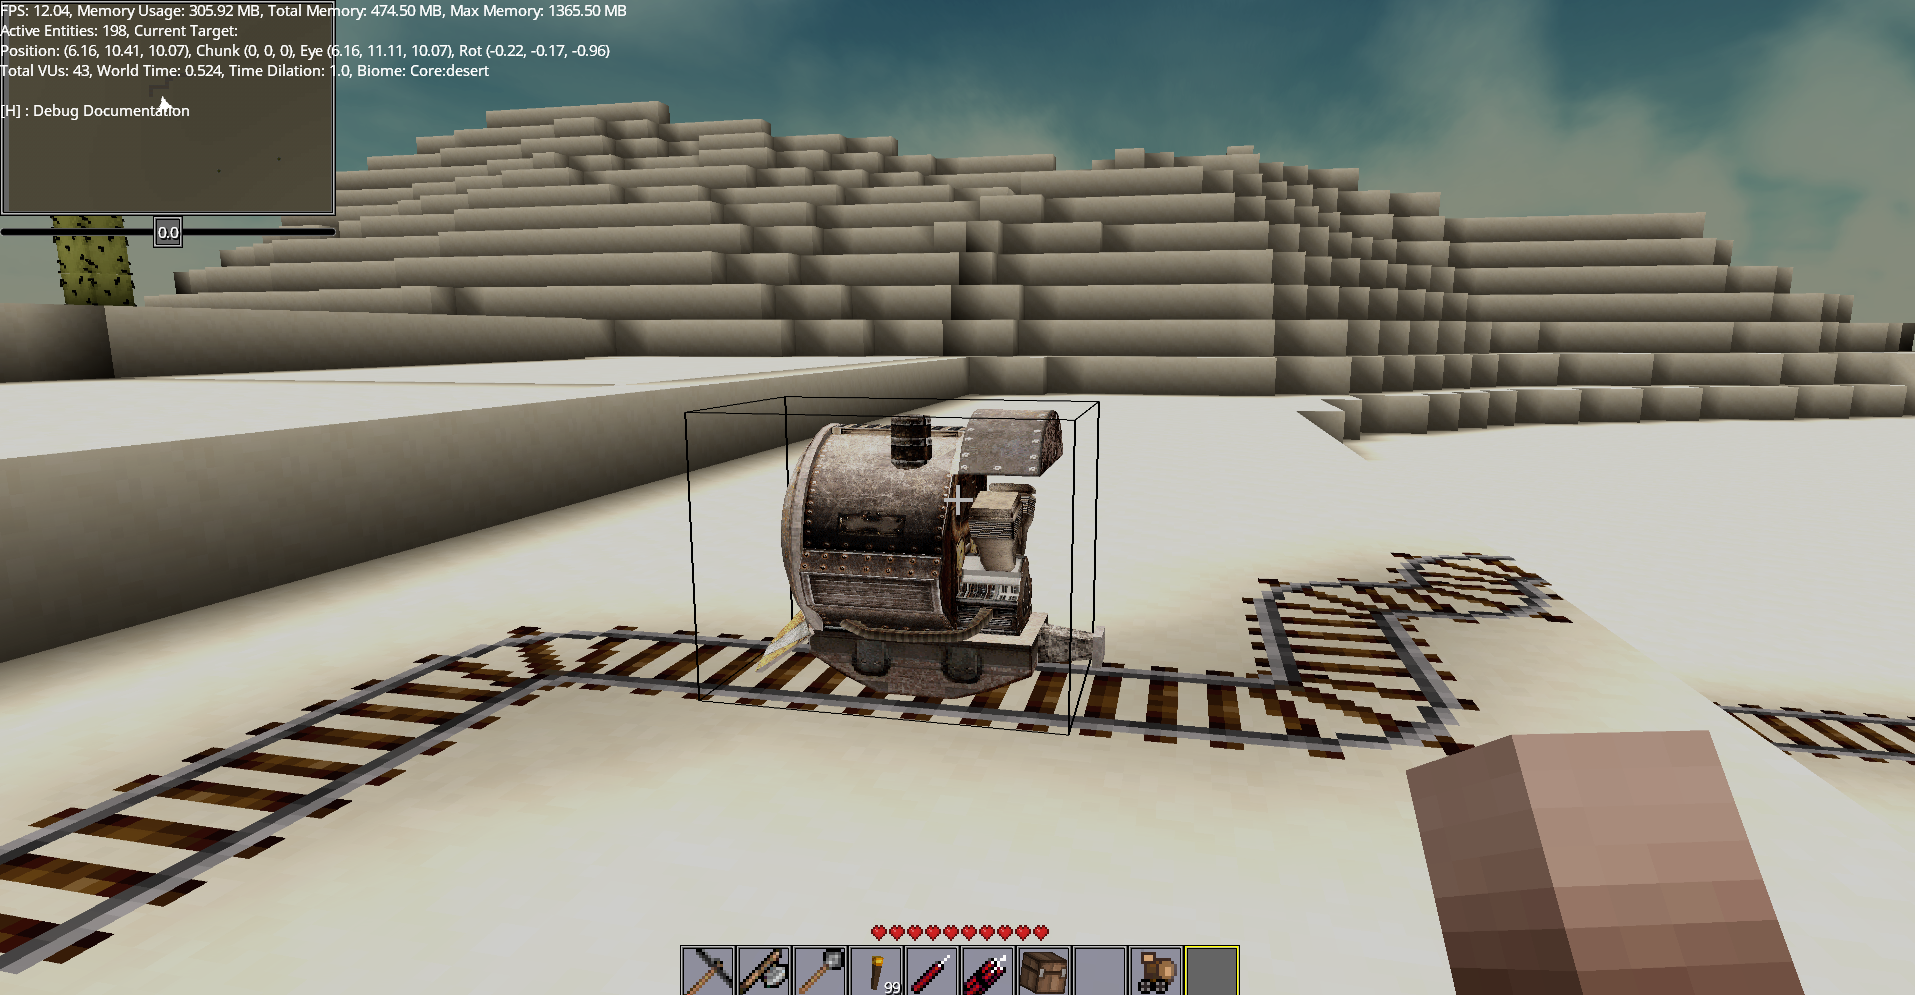 FPS: 12.04, Memory Usage: 305.92 MB, Total Memory: 474.50 MB, Max Memory: 1365.50 MB
Active Entities: 198, Current Target:
Position: (6.16, 10.41, 10.07), Chunk (0, 0, 0), Eye (6.16, 11.11, 10.07), Rot (-0.22, -0.17, -0.96)
Total VUs: 43, World Time: 0.524, Time Dilation: 1.0, Biome: Core:desert
[H] : Debug Documentation
0.0
99